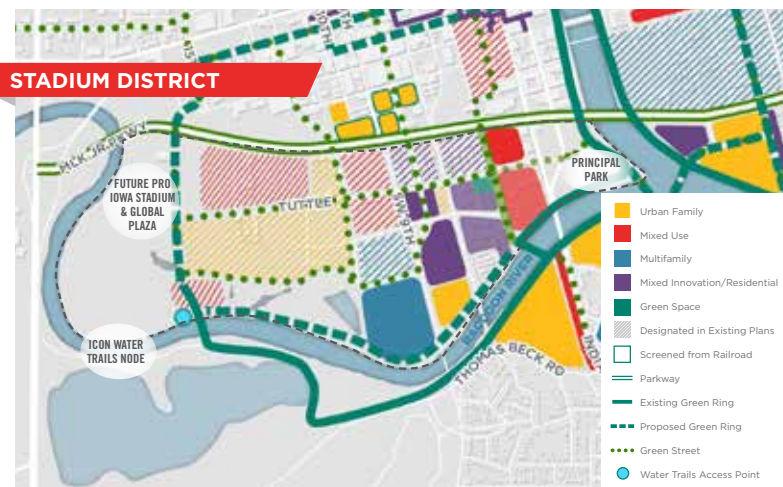 STADIUM DISTRICT
MLK JR PKWY
FUTURE PRO
IOWA STADIUM
& GLOBAL
PLAZA
TUTTLE
SW 9TH
PRINCIPAL
PARK
RACCOON RIVER
ICON WATER
TRAILS NODE
THOMAS BECK RD
Urban Family
Mixed Use
Multifamily
Mixed Innovation/Residential
Green Space
Designated in Existing Plans
Screened from Railroad
Parkway
Existing Green Ring
Proposed Green Ring
Green Street
Water Trails Access Point